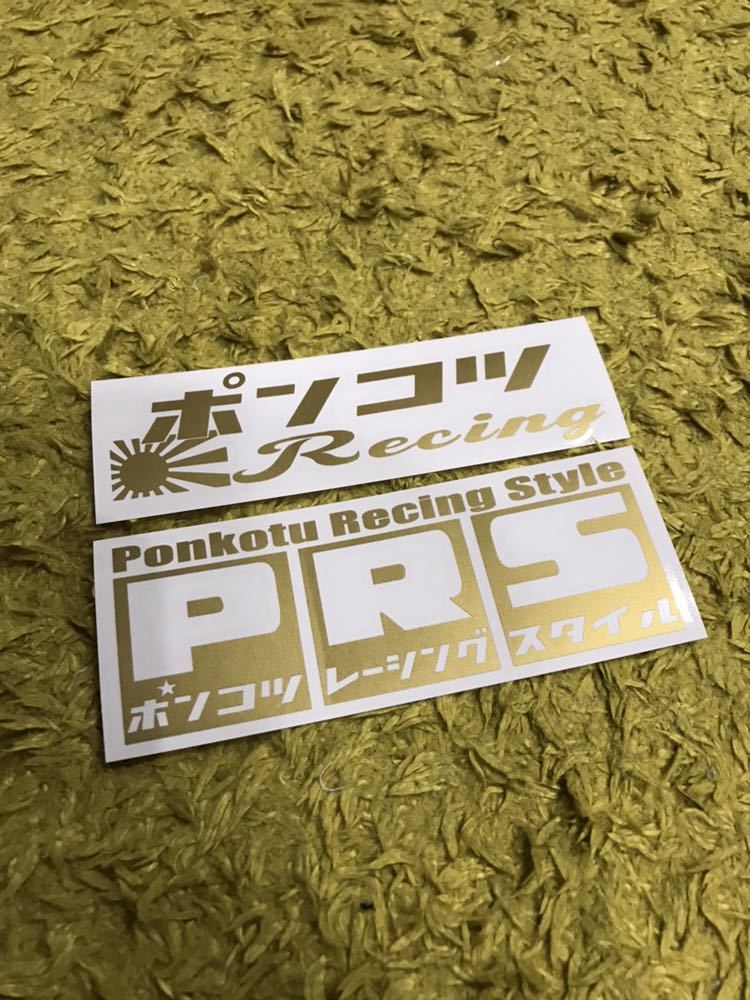 ポンコツ
Recing
Ponkotu Recing Style
PRS
ポンコツ レーシング スタイル